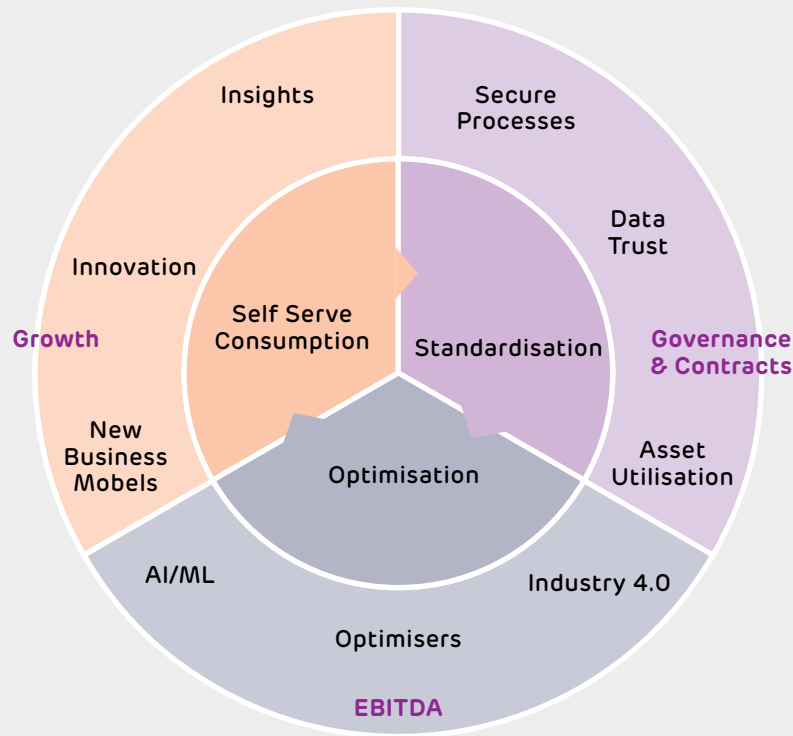 Insights
Secure
Processes
Data
Trust
Innovation
Self Serve
Consumption
Growth
Standardisation
Governance
& Contracts
New
Business
Mobels
Optimisation
Asset
Utilisation
AI/ML
Industry 4.0
Optimisers
EBITDA